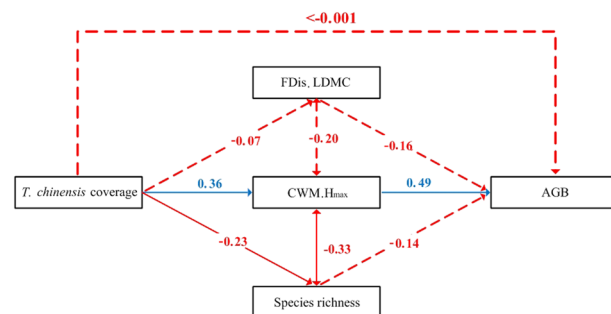 <-0.001
FDis. LDMC
-0.07
-0.20
-0.16
T. chinensis coverage
0.36
CWM.Hmax
0.49
AGB
-0.23
-0.33
-0.14
Species richness